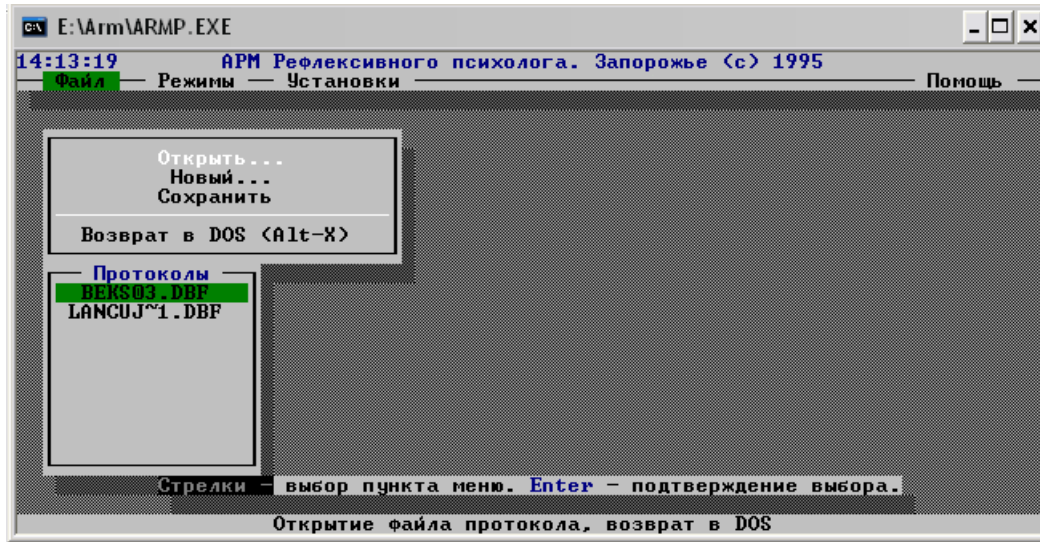 E:\Arm\ARMP.EXE
14:13:19 АРМ Рефлексивного психолога. Запорожье (c) 1995
Файл Режимы Установки Помощь
Открыть...
Новый...
Сохранить
Возврат в DOS (Alt-X)
Протоколы
BEKS03.DBF
LANCUJ~1.DBF
Стрелки - выбор пункта меню. Enter - подтверждение выбора.
Открытие файла протокола, возврат в DOS